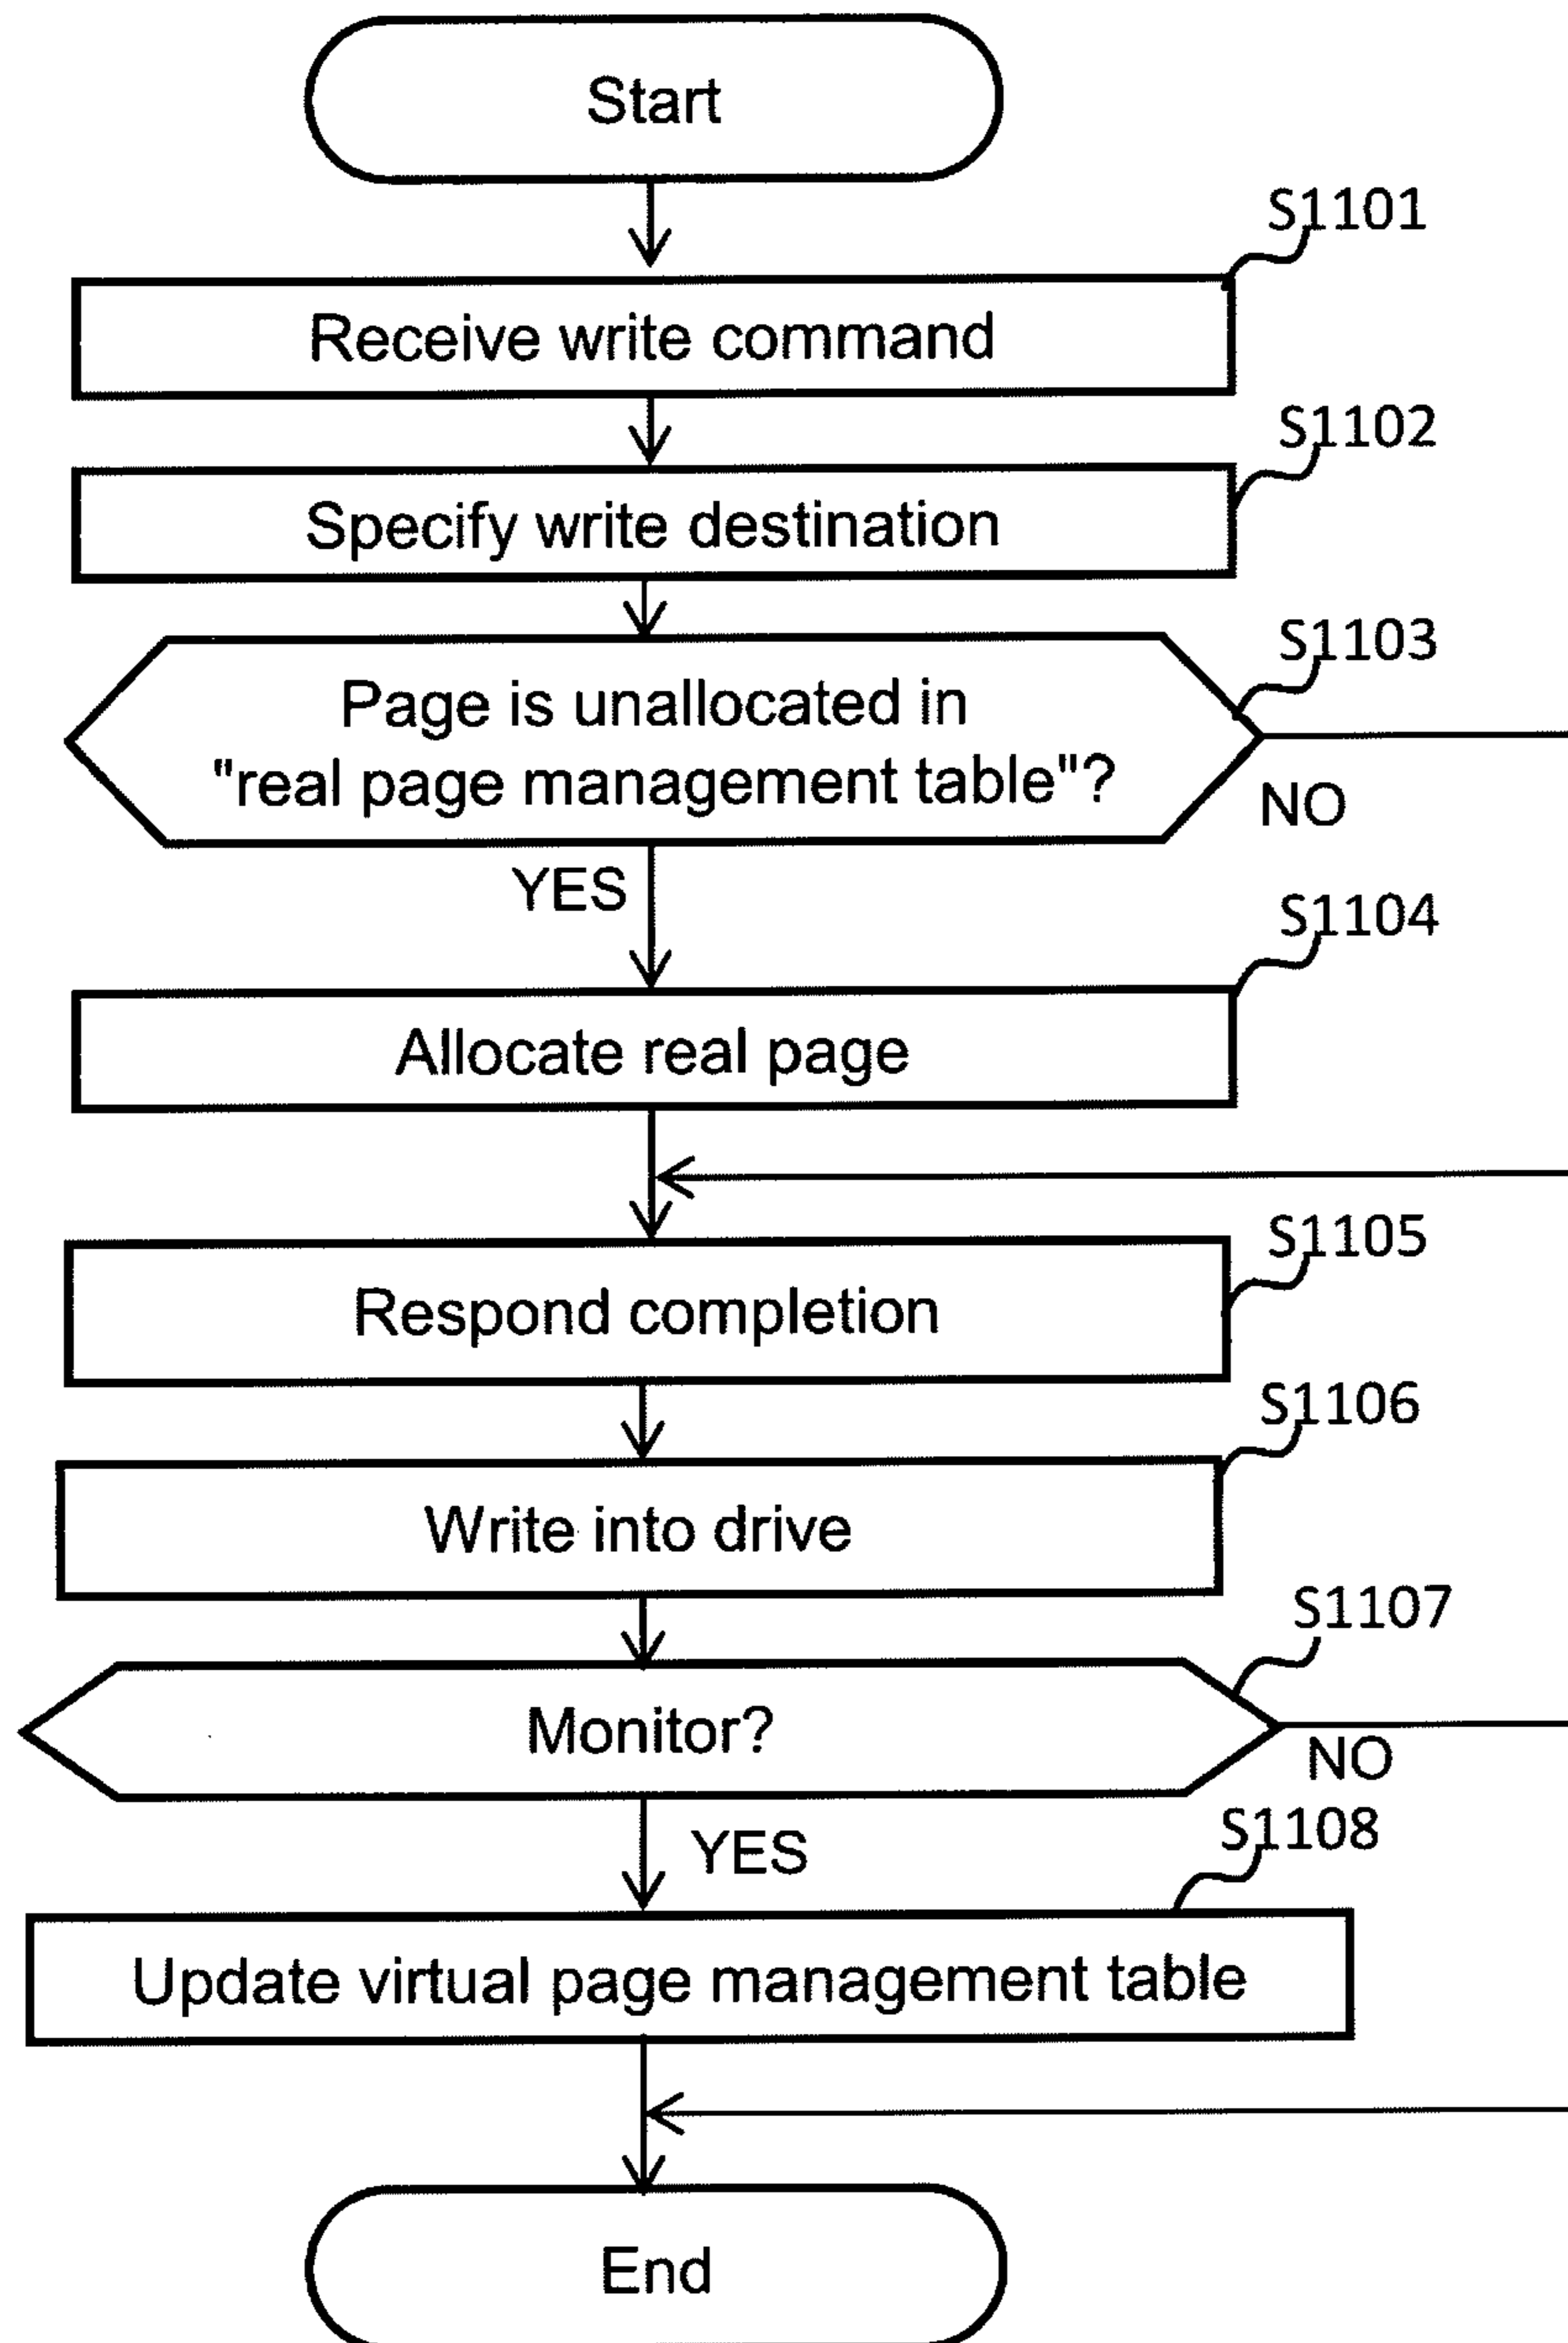 Start
S1101
Receive write command
S1102
Specify write destination
S1103
Page is unallocated in
"real page management table"?
NO
YES
S1104
Allocate real page
S1105
Respond completion
S1106
Write into drive
S1107
Monitor?
NO
YES
S1108
Update virtual page management table
End